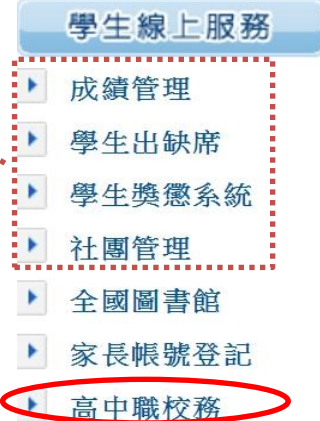 學生線上服務
成績管理
學生出缺席
學生獎懲系統
社團管理
全國圖書館
家長帳號登記
高中職校務